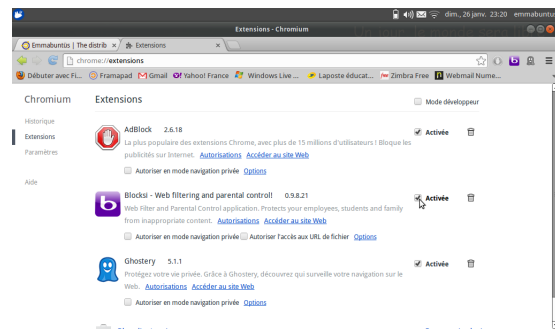 dim., 26 janv. 23:20 emmabuntus
Extensions - Chromium
Emmabuntüs | The distrib × Extensions ×
chrome://extensions
Débuter avec Fi... Framapad Gmail Yahoo! France Windows Live ... Laposte éducat... Zimbra Free Webmail Nume...
Chromium Extensions Mode développeur
Historique
Extensions
Paramètres
Aide
AdBlock 2.6.18 Activée
La plus populaire des extensions Chrome, avec plus de 15 millions d'utilisateurs ! Bloque les
publicités sur Internet. Autorisations Accéder au site Web
Autoriser en mode navigation privée Options
Blocksi - Web filtering and parental control! 0.9.8.21 Activée
Web Filter and Parental Control application. Protects your employees, students and family
from inappropriate content. Autorisations Accéder au site Web
Autoriser en mode navigation privée Autoriser l'accès aux URL de fichier Options
Ghostery 5.1.1 Activée
Protégez votre vie privée. Grâce à Ghostery, découvrez qui surveille votre navigation sur le
Web. Autorisations Accéder au site Web
Autoriser en mode navigation privée Options